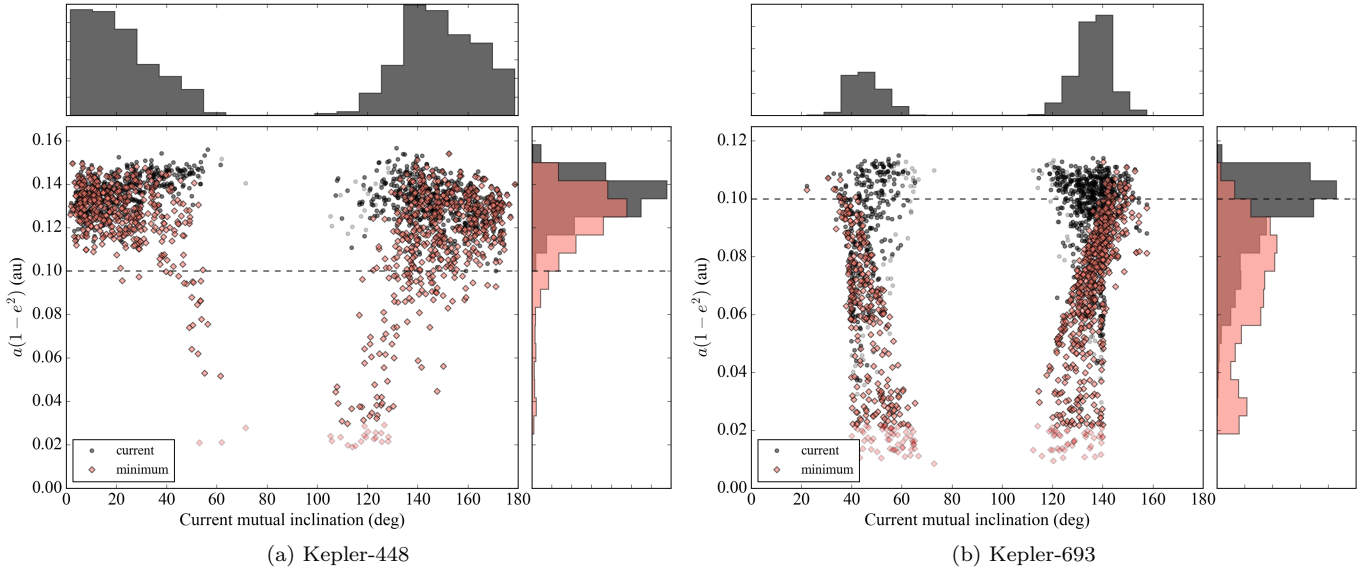 0.16
0.14
0.12
0.10
0.08
0.06
0.04
0.02
0.00
a(1 − e²) (au)
current
minimum
0 20 40 60 80 100 120 140 160 180
Current mutual inclination (deg)
(a) Kepler-448
0.12
0.10
0.08
0.06
0.04
0.02
0.00
a(1 − e²) (au)
current
minimum
0 20 40 60 80 100 120 140 160 180
Current mutual inclination (deg)
(b) Kepler-693